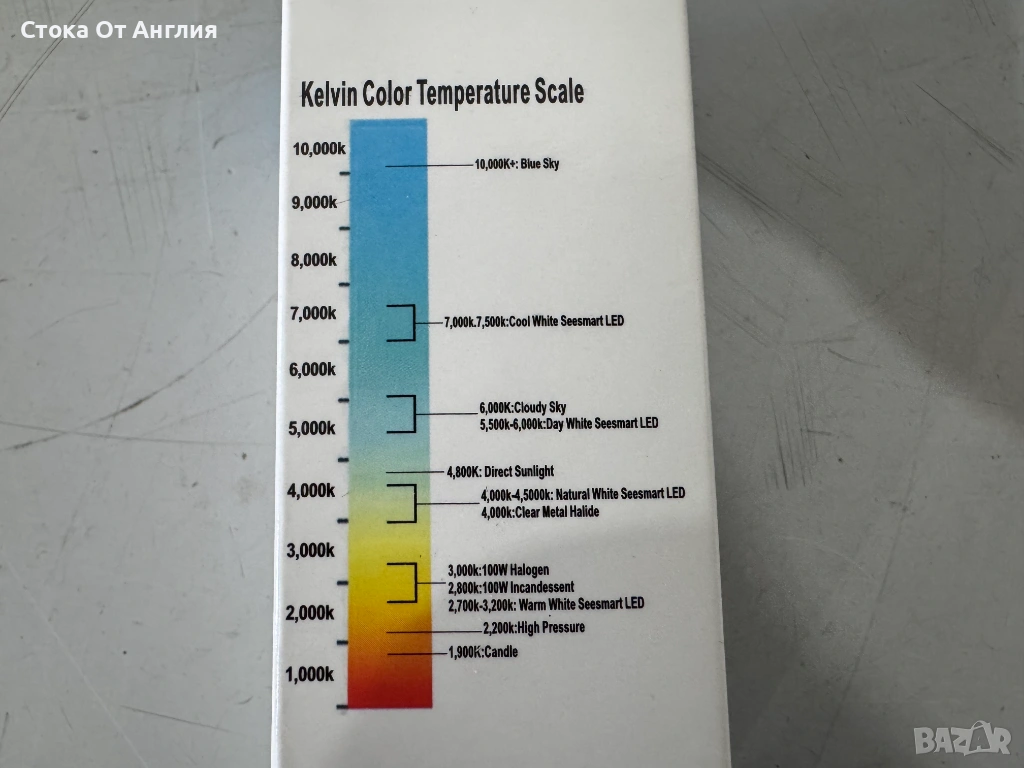 Стока От Англия
Kelvin Color Temperature Scale
10,000k
10,000K+: Blue Sky
9,000k
8,000k
7,000k
7,000k.7,500k:Cool White Seesmart LED
6,000k
6,000K:Cloudy Sky
5,500k-6,000k:Day White Seesmart LED
5,000k
4,800K: Direct Sunlight
4,000k
4,000k-4,5000k: Natural White Seesmart LED
4,000k:Clear Metal Halide
3,000k
3,000k:100W Halogen
2,800k:100W Incandessent
2,700k-3,200k: Warm White Seesmart LED
2,000k
2,200k:High Pressure
1,900K:Candle
1,000k
BAZAR